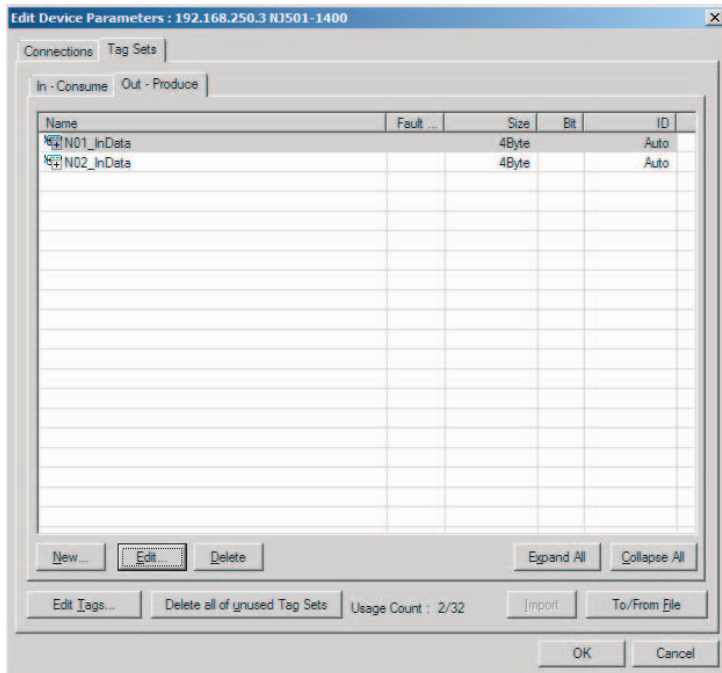 Edit Device Parameters : 192.168.250.3 NJ501-1400
Connections Tag Sets
In - Consume Out - Produce
Name Fault ... Size Bit ID
N01_InData 4Byte Auto
N02_InData 4Byte Auto
New... Edit... Delete Expand All Collapse All
Edit Tags... Delete all of unused Tag Sets Usage Count : 2/32 Import To/From File
OK Cancel